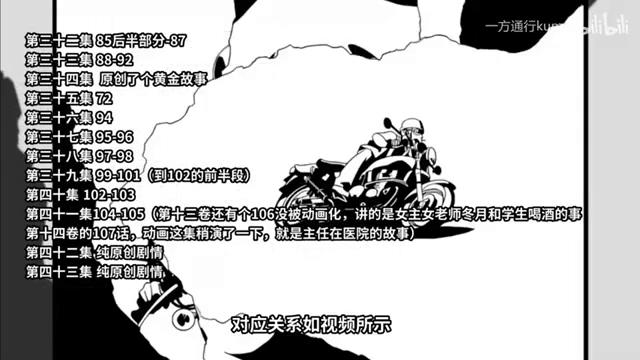 一方通行kum
bilibili
第三十二集 85后半部分-87
第三十三集 88-92
第三十四集 原创了个黄金故事
第三十五集 72
第三十六集 94
第三十七集 95-96
第三十八集 97-98
第三十九集 99-101（到102的前半段）
第四十集 102-103
第四十一集104-105（第十三卷还有个106没被动画化，讲的是女主女老师冬月和学生喝酒的事
第十四卷的107话，动画这集稍演了一下，就是主任在医院的故事）
第四十二集 纯原创剧情
第四十三集 纯原创剧情
对应关系如视频所示